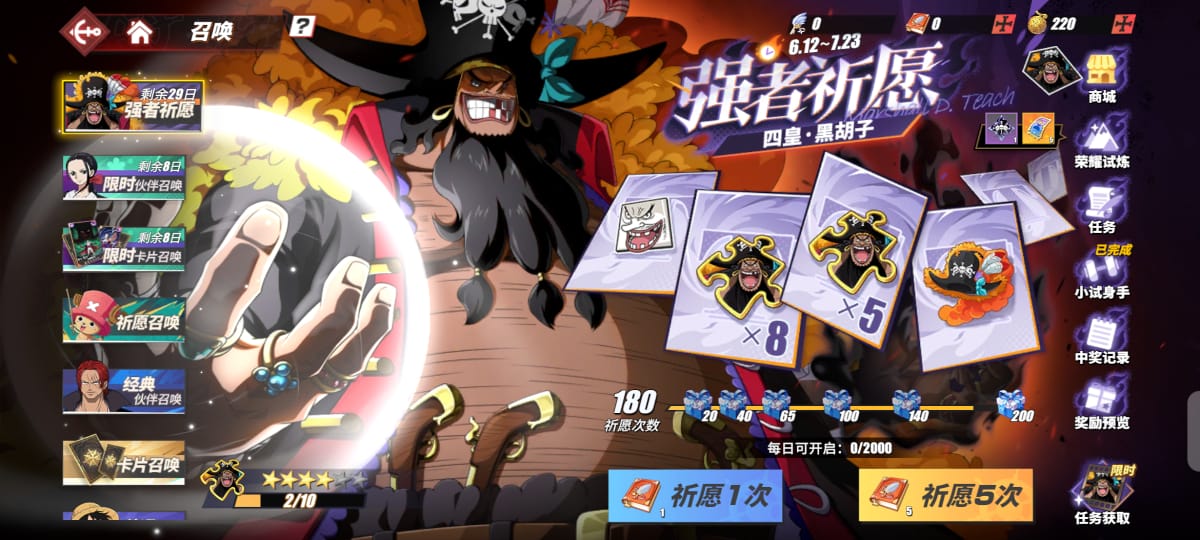 召唤
?
0
0
220
剩余29日
强者祈愿
剩余8日
限时伙伴召唤
剩余8日
限时卡片召唤
祈愿召唤
经典
伙伴召唤
卡片召唤
6.12~7.23
强者祈愿
Marshall D. Teach
四皇·黑胡子
1
×8
×5
商城
荣耀试炼
任务
已完成
小试身手
中奖记录
奖励预览
限时
任务获取
180
祈愿次数
20
40
65
100
140
200
每日可开启：0/2000
2/10
1
祈愿1次
5
祈愿5次